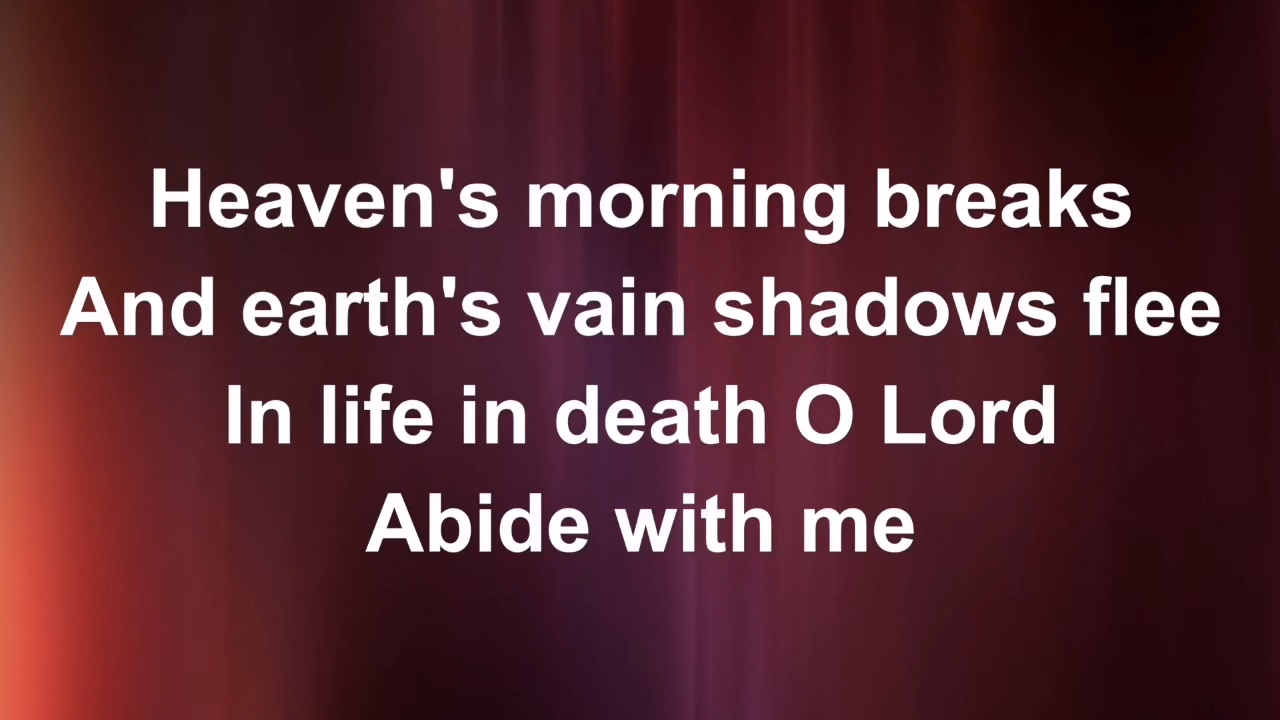 Heaven's morning breaks
And earth's vain shadows flee
In life in death O Lord
Abide with me